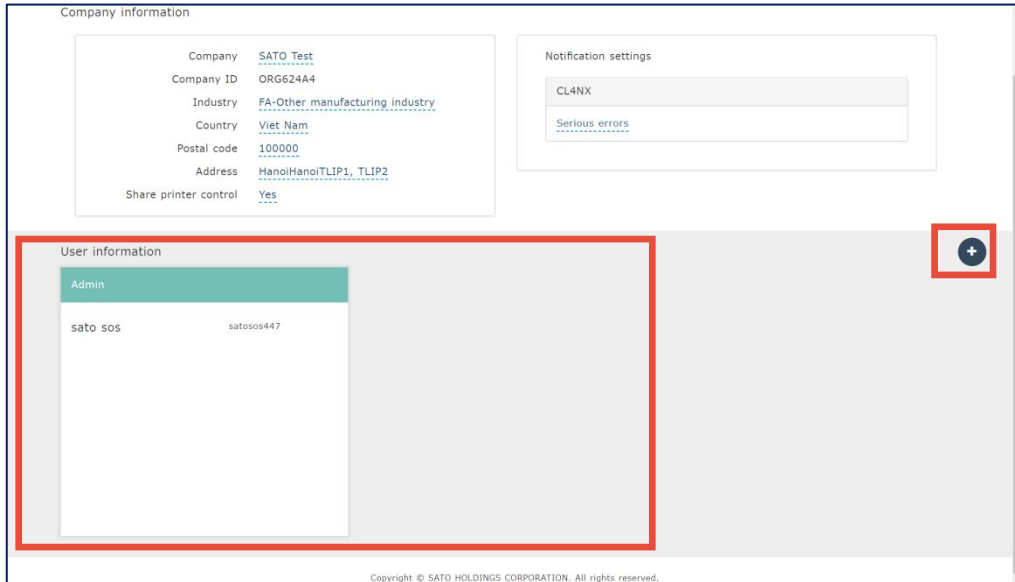 Company information
Company SATO Test
Company ID ORG624A4
Industry FA-Other manufacturing industry
Country Viet Nam
Postal code 100000
Address HanoiHanoiTLIP1, TLIP2
Share printer control Yes
Notification settings
CL4NX
Serious errors
User information
+
Admin
sato sos satosos447
Copyright © SATO HOLDINGS CORPORATION. All rights reserved.